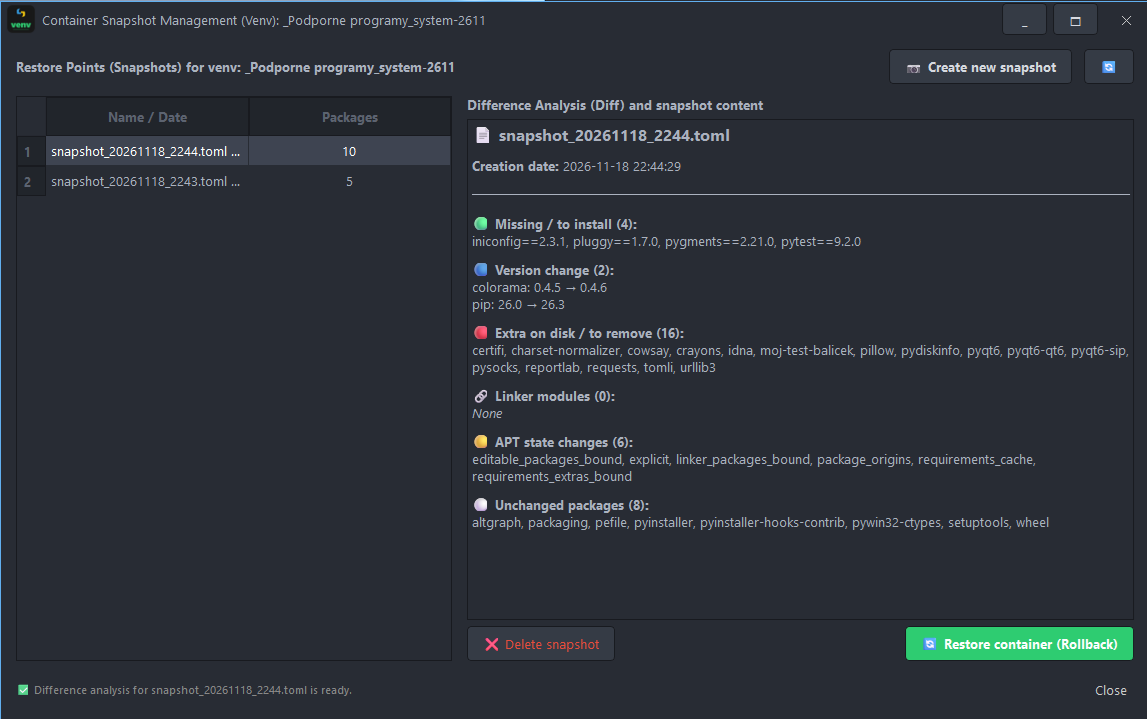 venv
Container Snapshot Management (Venv): _Podporne programy_system-2611
Restore Points (Snapshots) for venv: _Podporne programy_system-2611
Create new snapshot
Name / Date
Packages
1 snapshot_20261118_2244.toml ... 10
2 snapshot_20261118_2243.toml ... 5
Difference Analysis (Diff) and snapshot content
snapshot_20261118_2244.toml
Creation date: 2026-11-18 22:44:29
Missing / to install (4):
iniconfig==2.3.1, pluggy==1.7.0, pygments==2.21.0, pytest==9.2.0
Version change (2):
colorama: 0.4.5 → 0.4.6
pip: 26.0 → 26.3
Extra on disk / to remove (16):
certifi, charset-normalizer, cowsay, crayons, idna, moj-test-balicek, pillow, pydiskinfo, pyqt6, pyqt6-qt6, pyqt6-sip,
pysocks, reportlab, requests, tomli, urllib3
Linker modules (0):
None
APT state changes (6):
editable_packages_bound, explicit, linker_packages_bound, package_origins, requirements_cache,
requirements_extras_bound
Unchanged packages (8):
altgraph, packaging, pefile, pyinstaller, pyinstaller-hooks-contrib, pywin32-ctypes, setuptools, wheel
Delete snapshot
Restore container (Rollback)
Difference analysis for snapshot_20261118_2244.toml is ready.
Close